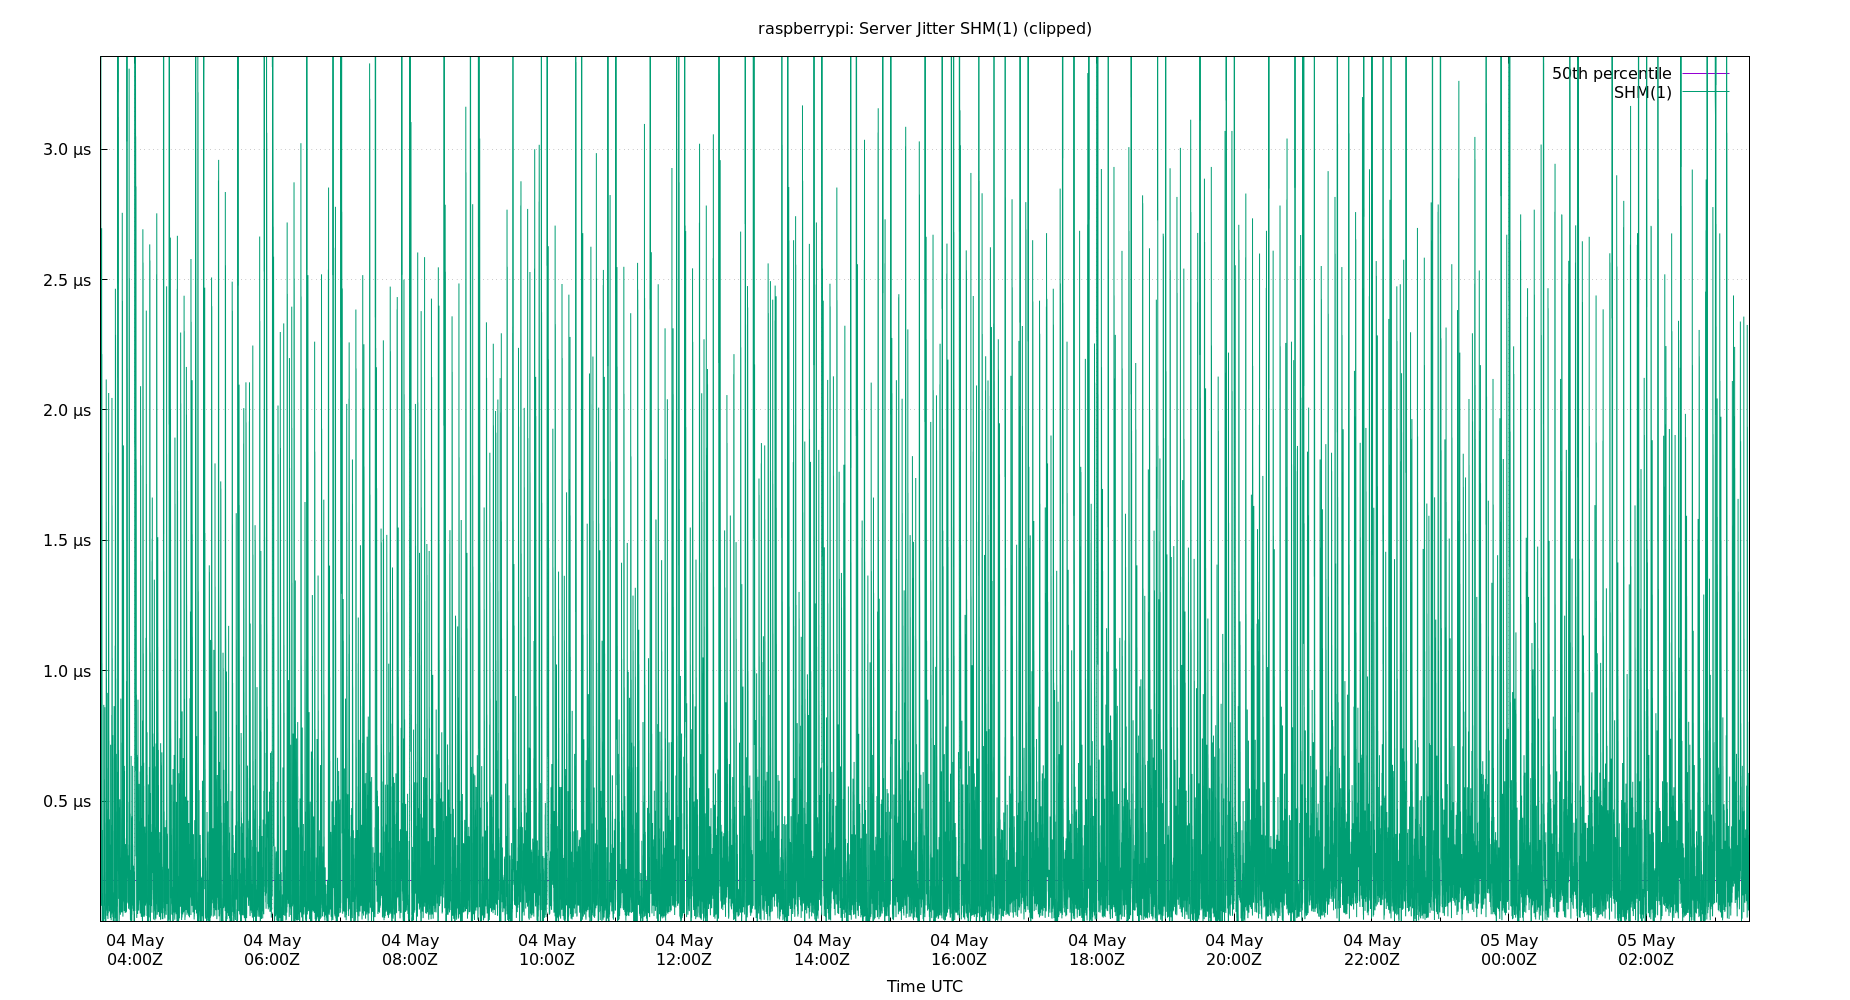 raspberrypi: Server Jitter SHM(1) (clipped)
50th percentile
SHM(1)
3.0 µs
2.5 µs
2.0 µs
1.5 µs
1.0 µs
0.5 µs
04 May 04 May 04 May 04 May 04 May 04 May 04 May 04 May 04 May 04 May 05 May 05 May
04:00Z 06:00Z 08:00Z 10:00Z 12:00Z 14:00Z 16:00Z 18:00Z 20:00Z 22:00Z 00:00Z 02:00Z
Time UTC